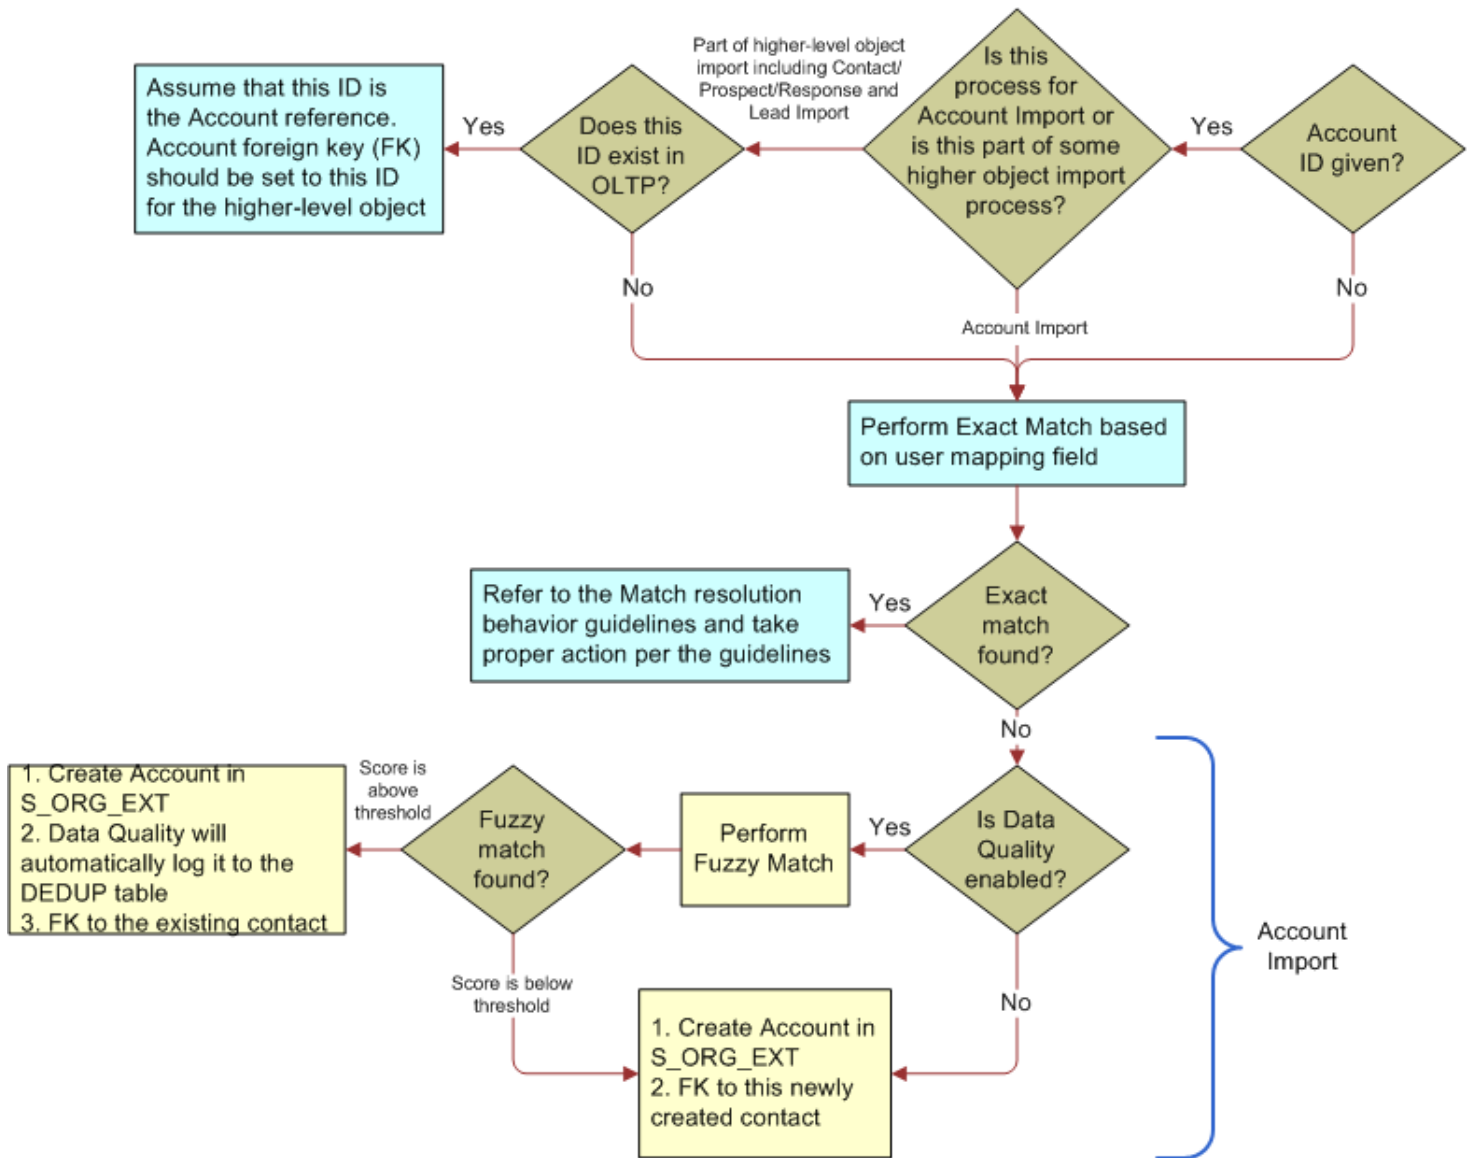 Part of higher-level object
import including Contact/
Prospect/Response and
Lead Import
Assume that this ID is
the Account reference.
Account foreign key (FK)
should be set to this ID
for the higher-level object
Yes
Does this
ID exist in
OLTP?
Is this
process for
Account Import or
is this part of some
higher object import
process?
Yes
Account
ID given?
No
Account Import
No
Perform Exact Match based
on user mapping field
Refer to the Match resolution
behavior guidelines and take
proper action per the guidelines
Yes
Exact
match
found?
No
1. Create Account in
S_ORG_EXT
2. Data Quality will
automatically log it to the
DEDUP table
3. FK to the existing contact
Score is
above
threshold
Fuzzy
match
found?
Perform
Fuzzy Match
Yes
Is Data
Quality
enabled?
Account
Import
Score is below
threshold
No
1. Create Account in
S_ORG_EXT
2. FK to this newly
created contact